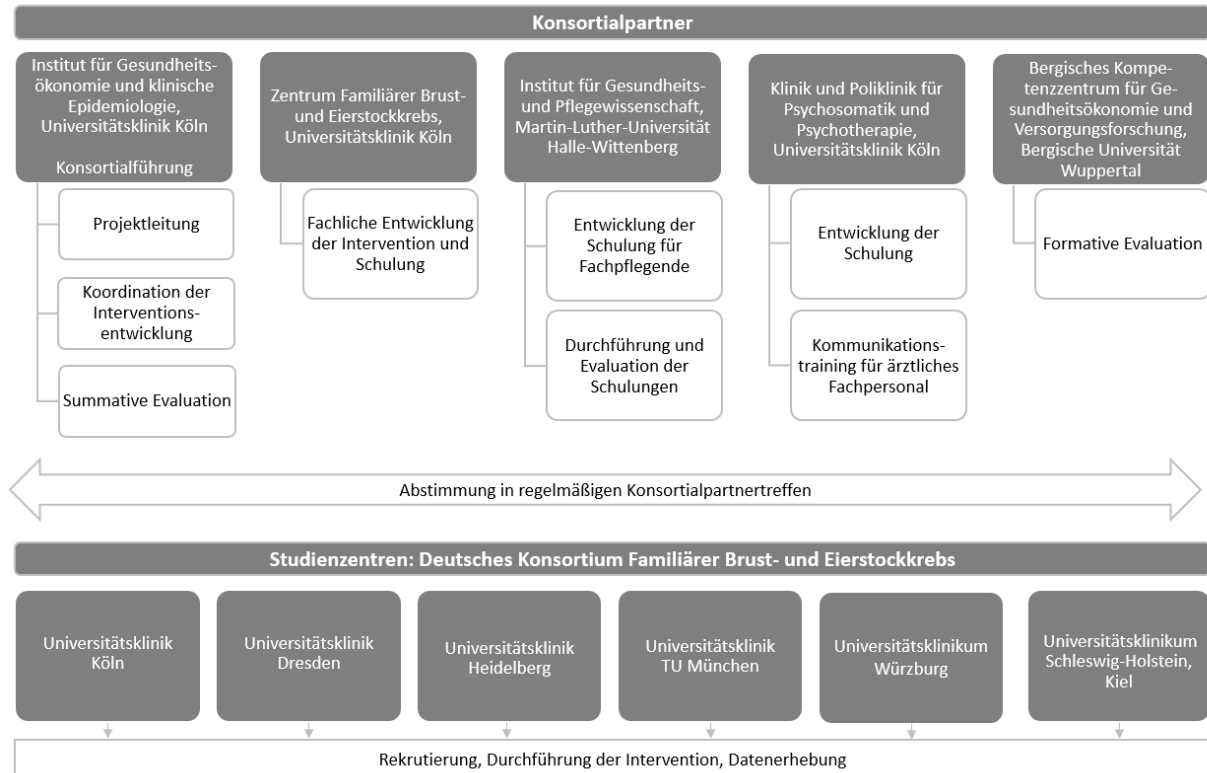 Konsortialpartner
Institut für Gesundheits-
ökonomie und klinische
Epidemiologie,
Universitätsklinik Köln
Konsortialführung
Projektleitung
Koordination der
Interventions-
entwicklung
Summative Evaluation
Zentrum Familiärer Brust-
und Eierstockkrebs,
Universitätsklinik Köln
Fachliche Entwicklung
der Intervention und
Schulung
Institut für Gesundheits-
und Pflegewissenschaft,
Martin-Luther-Universität
Halle-Wittenberg
Entwicklung der
Schulung für
Fachpflegende
Durchführung und
Evaluation der
Schulungen
Klinik und Poliklinik für
Psychosomatik und
Psychotherapie,
Universitätsklinik Köln
Entwicklung der
Schulung
Kommunikations-
training für ärztliches
Fachpersonal
Bergisches Kompe-
tenzzentrum für Ge-
sundheitsökonomie und
Versorgungsforschung,
Bergische Universität
Wuppertal
Formative Evaluation
Abstimmung in regelmäßigen Konsortialpartnertreffen
Studienzentren: Deutsches Konsortium Familiärer Brust- und Eierstockkrebs
Universitätsklinik
Köln
Universitätsklinik
Dresden
Universitätsklinik
Heidelberg
Universitätsklinik
TU München
Universitätsklinikum
Würzburg
Universitätsklinikum
Schleswig-Holstein,
Kiel
Rekrutierung, Durchführung der Intervention, Datenerhebung